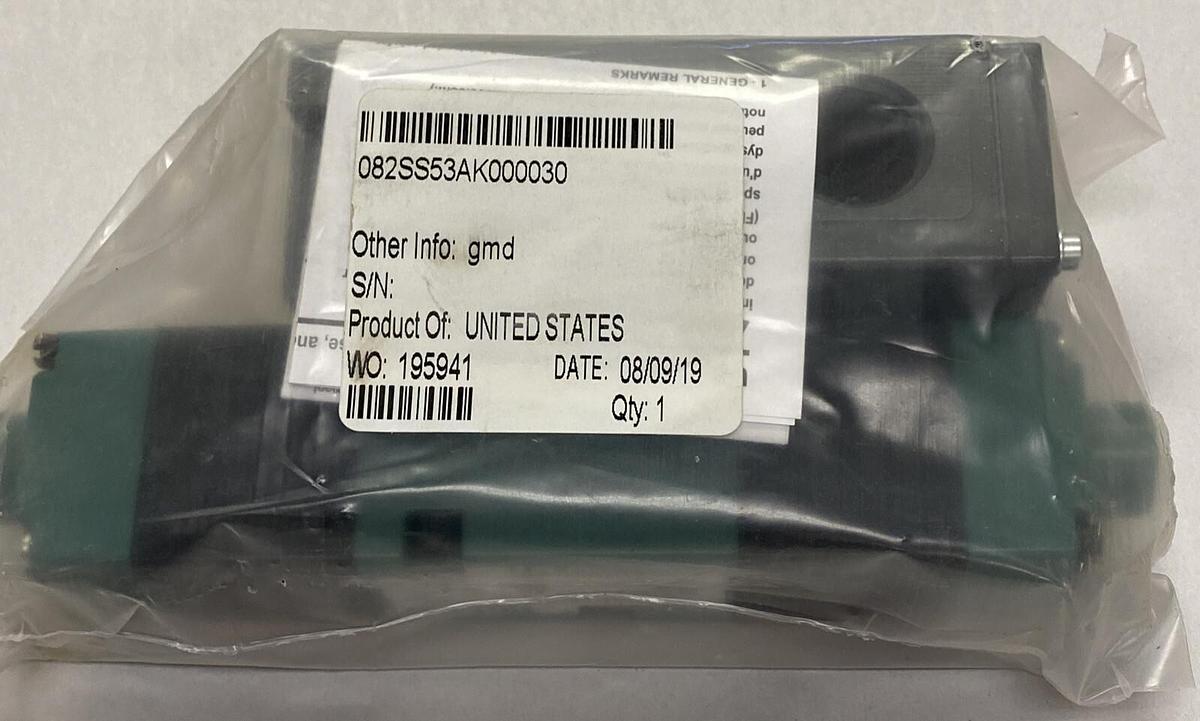 1 - GENERAL REMARKS
082SS53AK000030
Other Info: gmd
S/N:
Product Of: UNITED STATES
WO: 195941 DATE: 08/09/19
Qty: 1